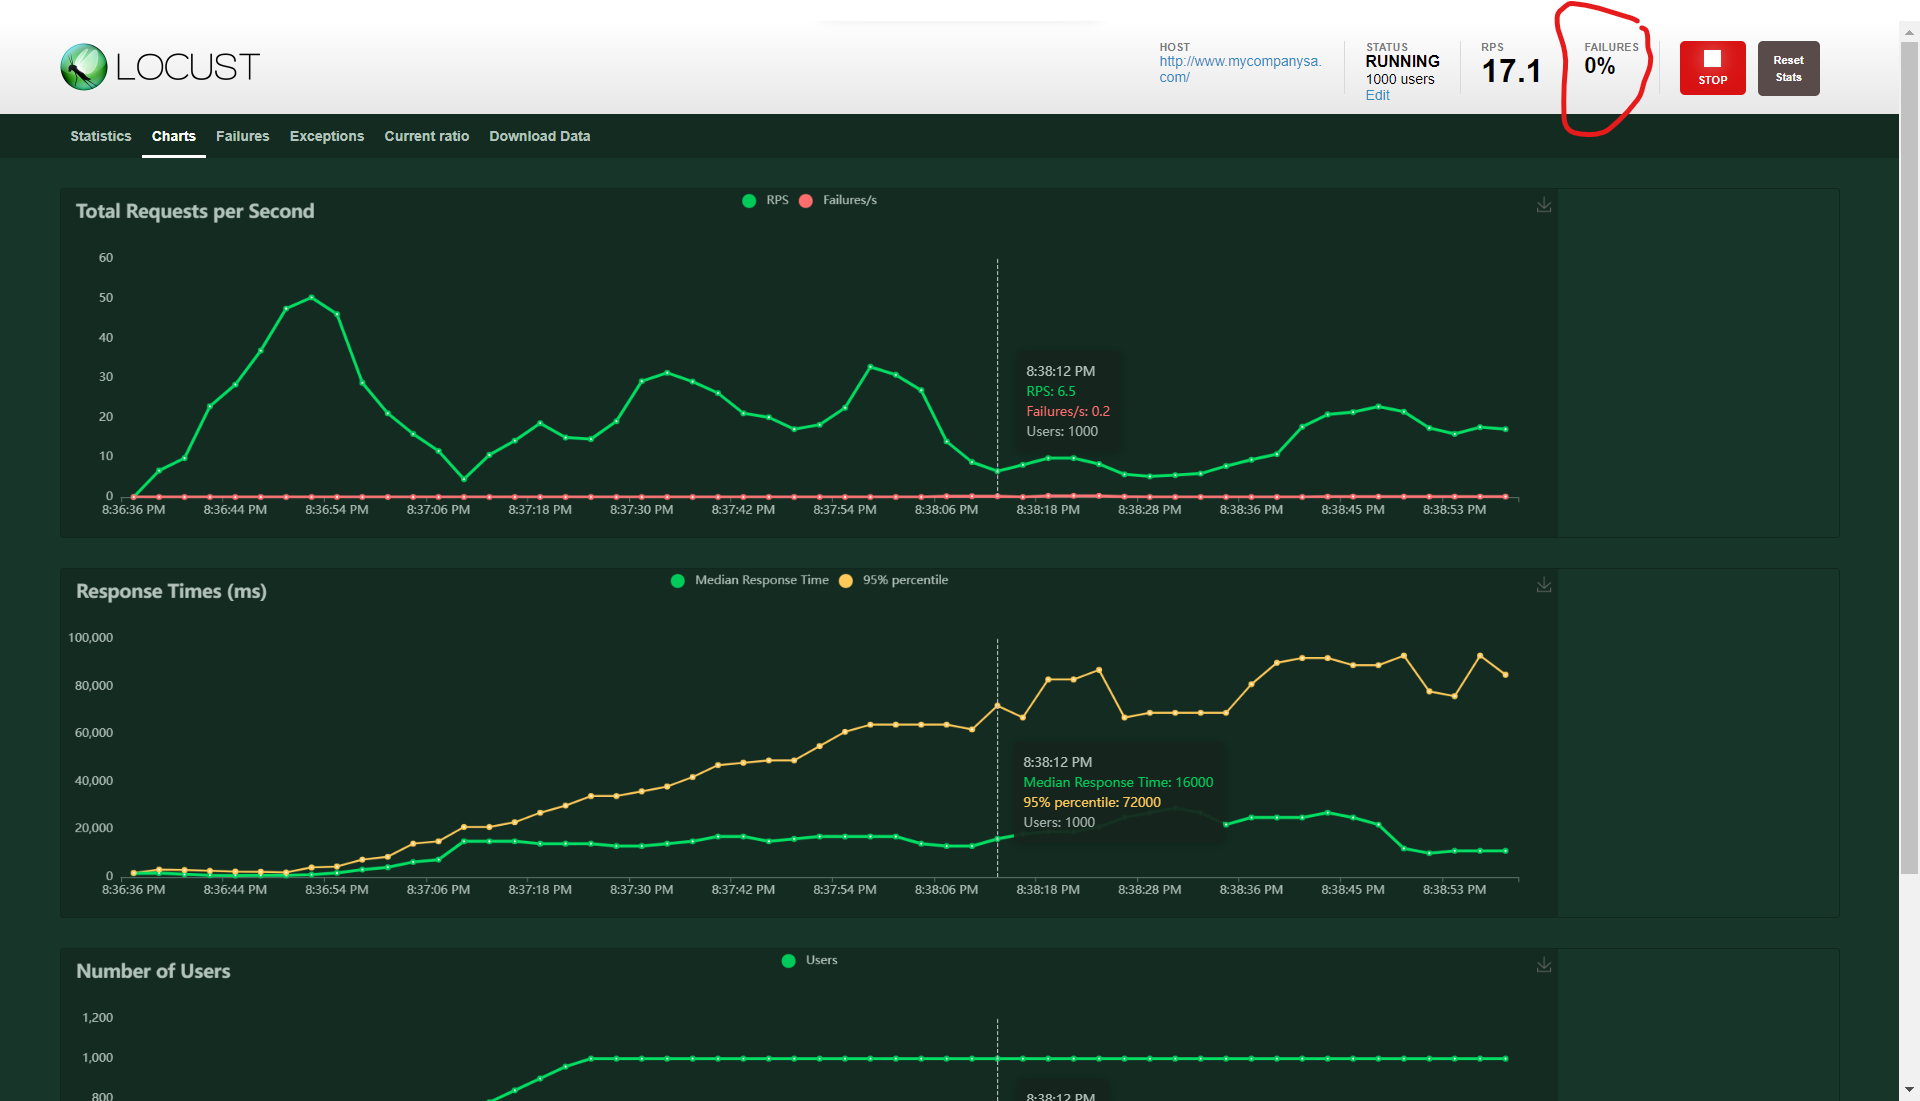 LOCUST
HOST
http://www.mycompanysa.
com/
STATUS
RUNNING
1000 users
Edit
RPS
17.1
FAILURES
0%
STOP
Reset
Stats
Statistics Charts Failures Exceptions Current ratio Download Data
Total Requests per Second
RPS Failures/s
60
50
40
30
20
10
0
8:38:12 PM
RPS: 6.5
Failures/s: 0.2
Users: 1000
8:36:36 PM 8:36:44 PM 8:36:54 PM 8:37:06 PM 8:37:18 PM 8:37:30 PM 8:37:42 PM 8:37:54 PM 8:38:06 PM 8:38:18 PM 8:38:28 PM 8:38:36 PM 8:38:45 PM 8:38:53 PM
Response Times (ms)
Median Response Time 95% percentile
100,000
80,000
60,000
40,000
20,000
0
8:38:12 PM
Median Response Time: 16000
95% percentile: 72000
Users: 1000
8:36:36 PM 8:36:44 PM 8:36:54 PM 8:37:06 PM 8:37:18 PM 8:37:30 PM 8:37:42 PM 8:37:54 PM 8:38:06 PM 8:38:18 PM 8:38:28 PM 8:38:36 PM 8:38:45 PM 8:38:53 PM
Number of Users
Users
1,200
1,000
800
8:38:12 PM